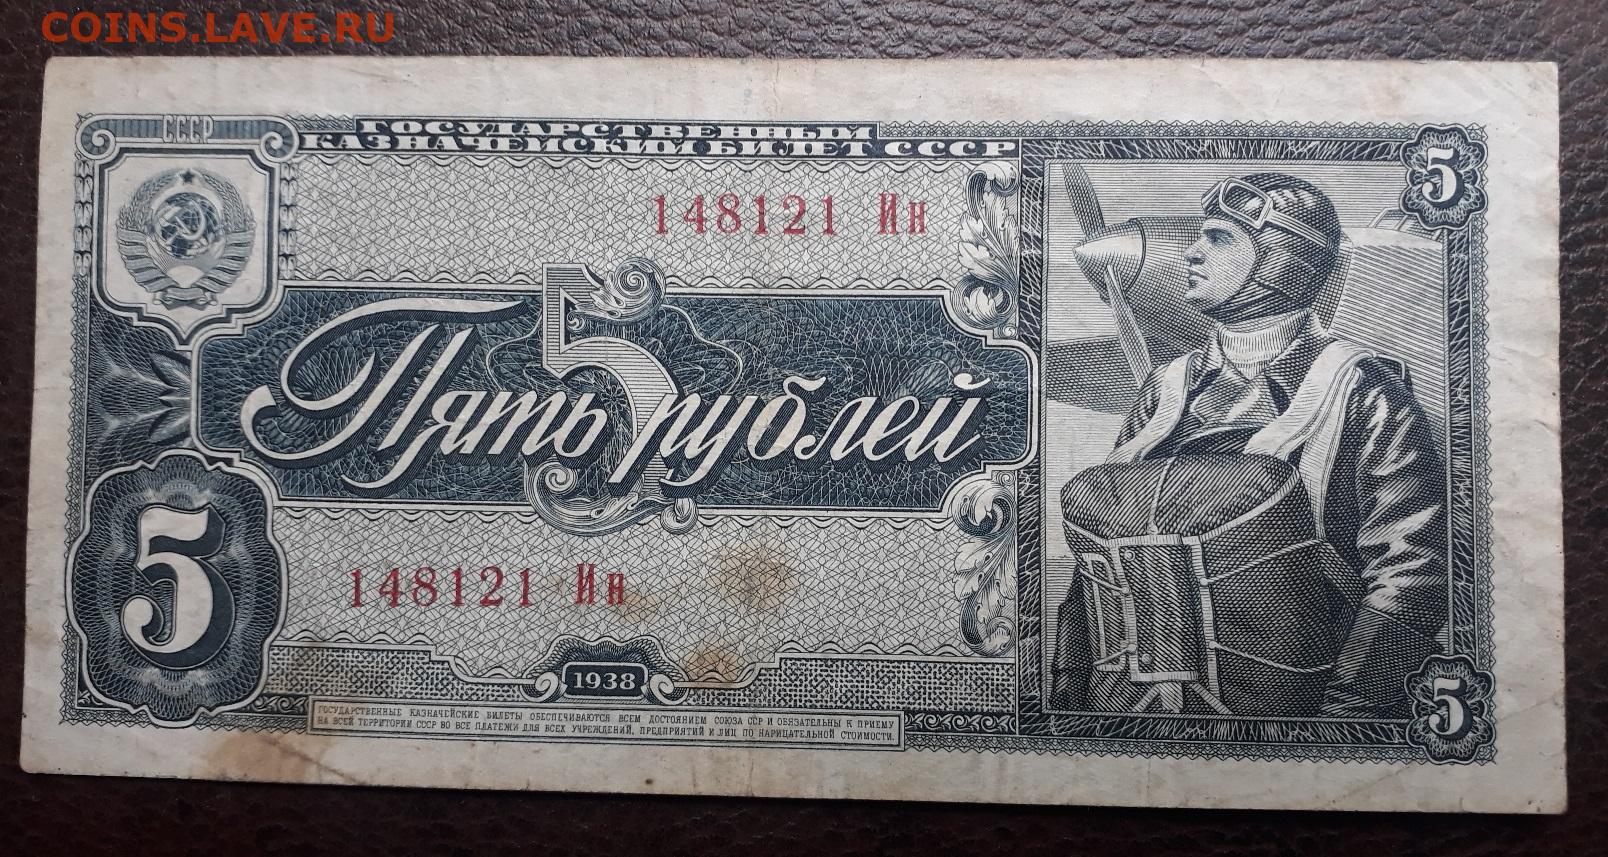 COINS.LAVE.RU
СССР
ГОСУДАРСТВЕННЫЙ
КАЗНАЧЕЙСКИЙ БИЛЕТ СССР
5
148121 Ин
5
Пять рублей
5
148121 Ин
1938
5
ГОСУДАРСТВЕННЫЕ КАЗНАЧЕЙСКИЕ БИЛЕТЫ ОБЕСПЕЧИВАЮТСЯ ВСЕМ ДОСТОЯНИЕМ СОЮЗА ССР И ОБЯЗАТЕЛЬНЫ К ПРИЕМУ
НА ВСЕЙ ТЕРРИТОРИИ СССР ВО ВСЕ ПЛАТЕЖИ ДЛЯ ВСЕХ УЧРЕЖДЕНИЙ, ПРЕДПРИЯТИЙ И ЛИЦ ПО НАРИЦАТЕЛЬНОЙ СТОИМОСТИ.